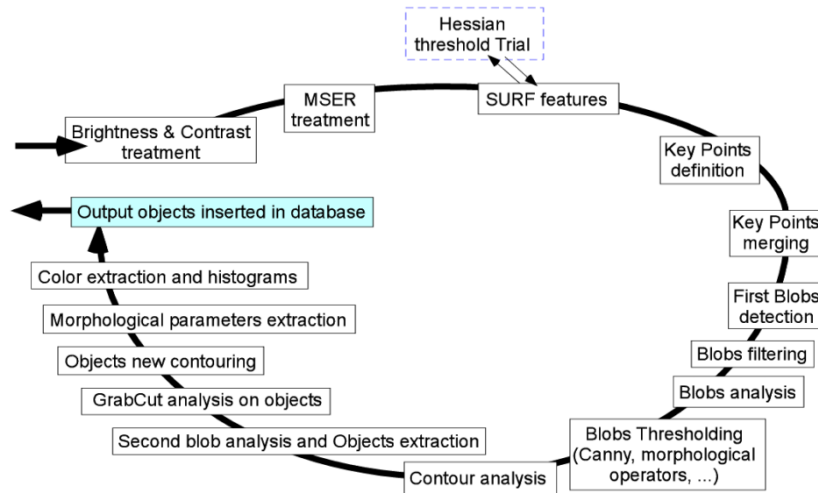 Hessian
threshold Trial
MSER
treatment
SURF features
Brightness & Contrast
treatment
Key Points
definition
Key Points
merging
First Blobs
detection
Blobs filtering
Blobs analysis
Blobs Thresholding
(Canny, morphological
operators, ...)
Contour analysis
Second blob analysis and Objects extraction
GrabCut analysis on objects
Objects new contouring
Morphological parameters extraction
Color extraction and histograms
Output objects inserted in database